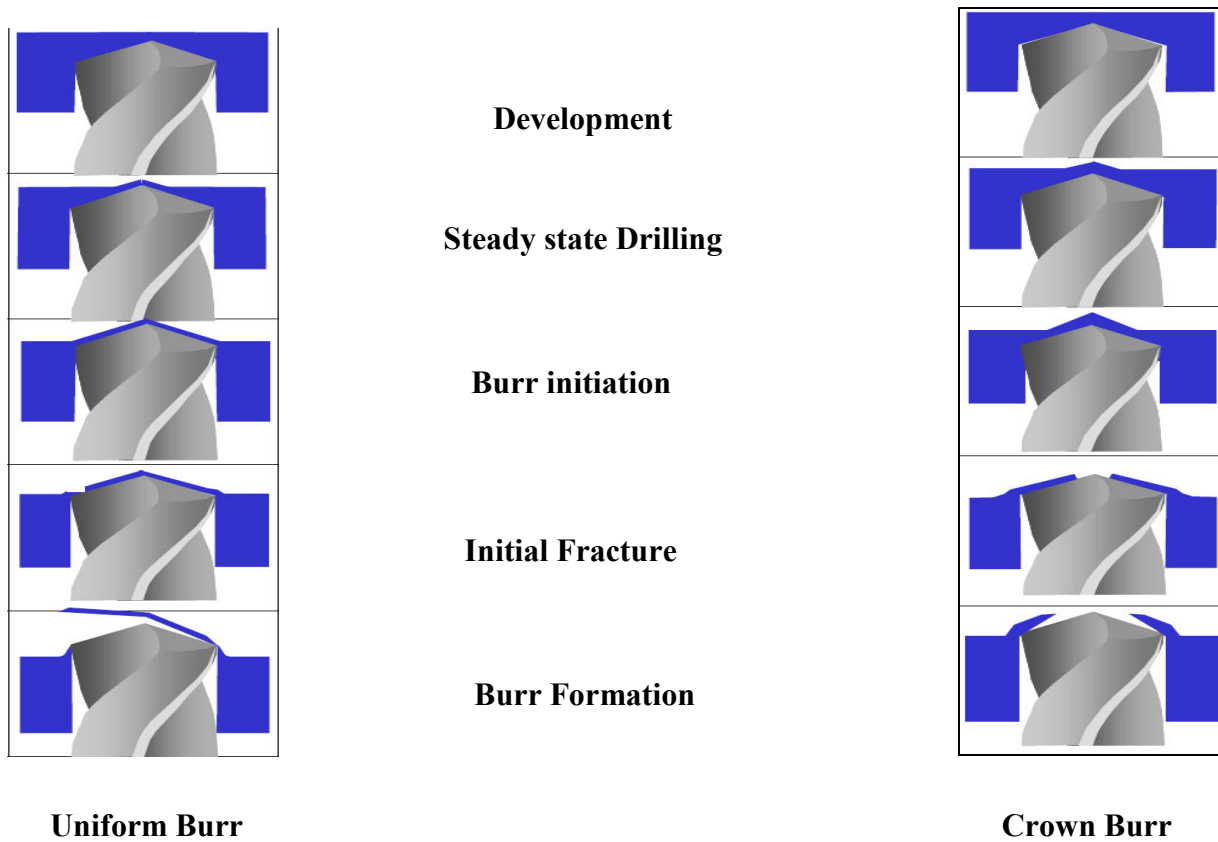 Development
Steady state Drilling
Burr initiation
Initial Fracture
Burr Formation
Uniform Burr
Crown Burr